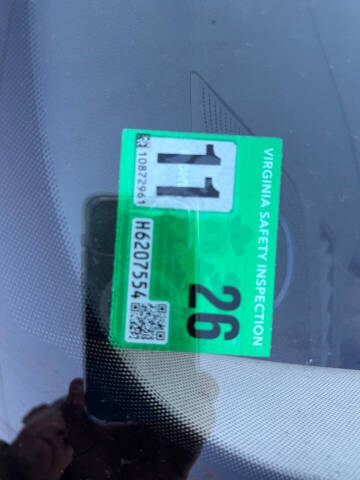 VIRGINIA SAFETY INSPECTION
11
26
10872961
H6207554